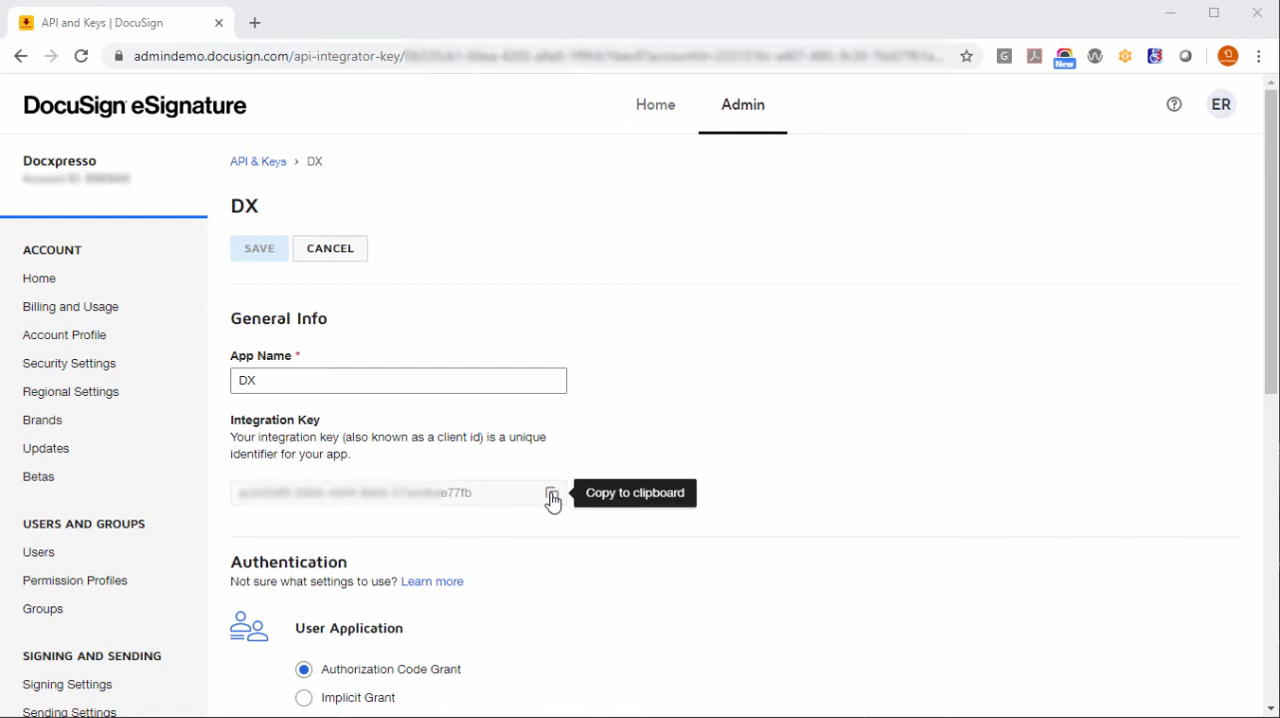 API and Keys | DocuSign
admindemo.docusign.com/api-integrator-key/
New
DocuSign eSignature
Home
Admin
ER
Docxpresso
API & Keys > DX
DX
SAVE
CANCEL
ACCOUNT
Home
Billing and Usage
Account Profile
Security Settings
Regional Settings
Brands
Updates
Betas
USERS AND GROUPS
Users
Permission Profiles
Groups
SIGNING AND SENDING
Signing Settings
Sending Settings
General Info
App Name *
DX
Integration Key
Your integration key (also known as a client id) is a unique
identifier for your app.
e77fb
Copy to clipboard
Authentication
Not sure what settings to use? Learn more
User Application
Authorization Code Grant
Implicit Grant